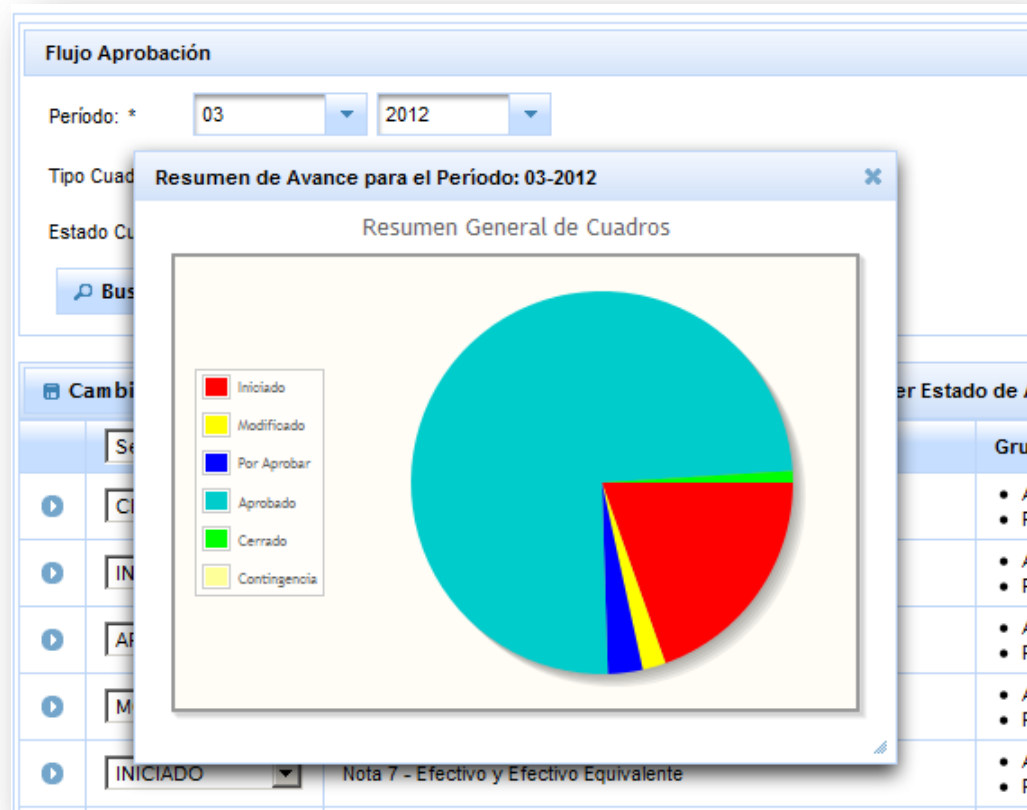 Flujo Aprobación
Período: *
03
2012
Tipo Cuad
Resumen de Avance para el Período: 03-2012
Estado Cu
Resumen General de Cuadros
Bus
Iniciado
Modificado
Por Aprobar
Aprobado
Cerrado
Contingencia
Cambi
er Estado de
Se
Gru
IN
INICIADO
Nota 7 - Efectivo y Efectivo Equivalente